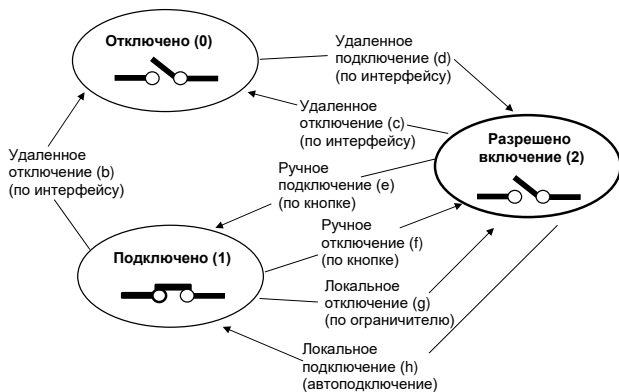 Отключено (0)
Удаленное
подключение (d)
(по интерфейсу)
Удаленное
отключение (c)
(по интерфейсу)
Разрешено
включение (2)
Удаленное
отключение (b)
(по интерфейсу)
Ручное
подключение (e)
(по кнопке)
Ручное
отключение (f)
(по кнопке)
Подключено (1)
Локальное
отключение (g)
(по ограничителю)
Локальное
подключение (h)
(автоподключение)